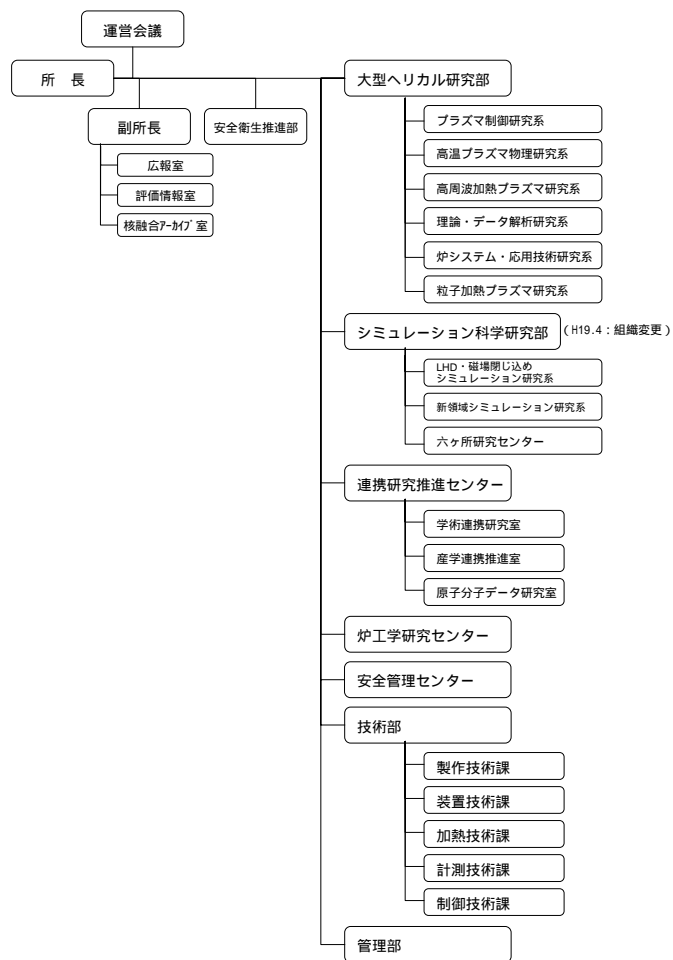 運営会議
所　長
副所長
広報室
評価情報室
核融合ｱｰｶｲﾌﾞ室
安全衛生推進部
大型ヘリカル研究部
プラズマ制御研究系
高温プラズマ物理研究系
高周波加熱プラズマ研究系
理論・データ解析研究系
炉システム・応用技術研究系
粒子加熱プラズマ研究系
シミュレーション科学研究部
（H19.4：組織変更）
LHD・磁場閉じ込め
シミュレーション研究系
新領域シミュレーション研究系
六ヶ所研究センター
連携研究推進センター
学術連携研究室
産学連携推進室
原子分子データ研究室
炉工学研究センター
安全管理センター
技術部
製作技術課
装置技術課
加熱技術課
計測技術課
制御技術課
管理部